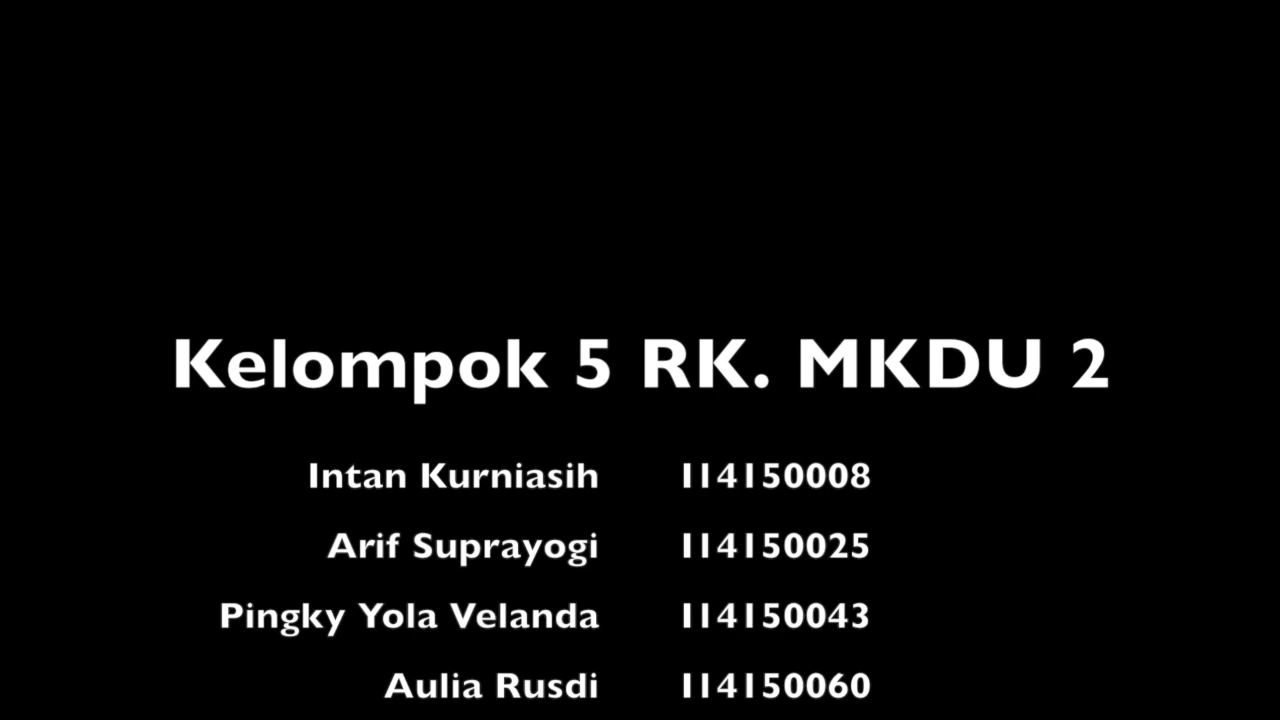 Kelompok 5 RK. MKDU 2
Intan Kurniasih 114150008
Arif Suprayogi 114150025
Pingky Yola Velanda 114150043
Aulia Rusdi 114150060